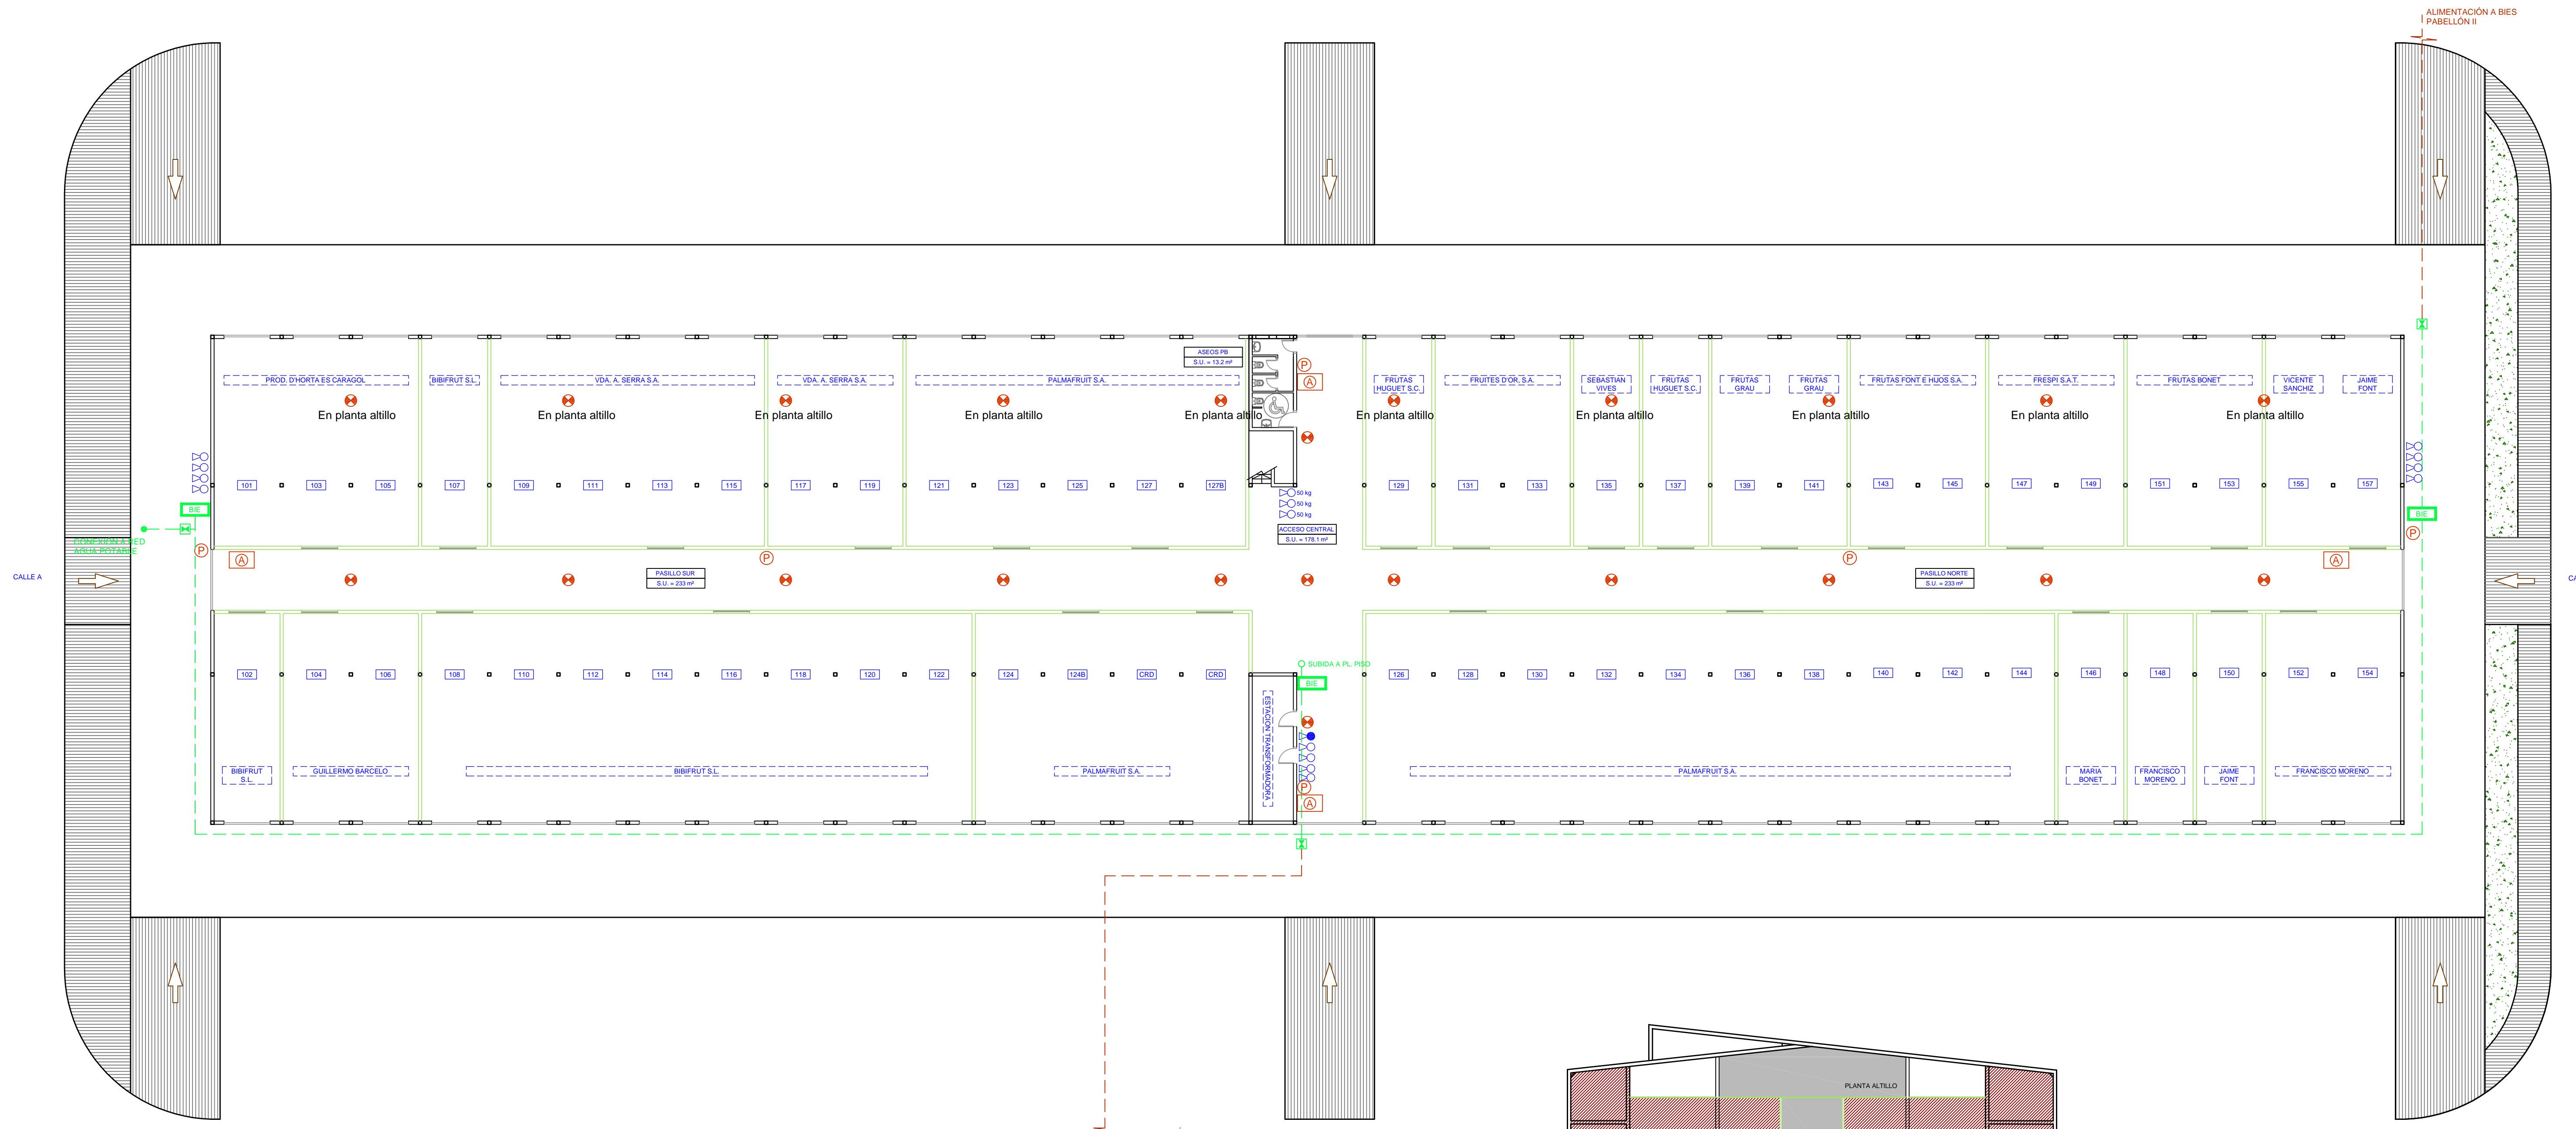 ALIMENTACIÓN A BIES
PABELLÓN II
ASEOS PB
S.U. = 13.2 m²
PROD. D'HORTA ES CARAGOL
BIBIFRUT S.L.
VDA. A. SERRA S.A.
VDA. A. SERRA S.A.
PALMAFRUIT S.A.
FRUTAS
HUGUET S.C.
FRUITES D'OR, S.A.
SEBASTIAN
VIVES
FRUTAS
HUGUET S.C.
FRUTAS
GRAU
FRUTAS
GRAU
FRUTAS FONT E HIJOS S.A.
FRESPI S.A.T.
FRUTAS BONET
VICENTE
SANCHIZ
JAIME
FONT
P
A
En planta altillo
En planta altillo
En planta altillo
En planta altillo
En planta altillo
En planta altillo
En planta altillo
En planta altillo
En planta altillo
En planta altillo
101
103
105
107
109
111
113
115
117
119
121
123
125
127
127B
129
131
133
135
137
139
141
143
145
147
149
151
153
155
157
50 kg
50 kg
50 kg
BIE
BIE
ACCESO CENTRAL
S.U. = 178.1 m²
CONEXIÓN A RED
AGUA POTABLE
P
A
P
P
A
P
CALLE A
PASILLO SUR
S.U. = 233 m²
PASILLO NORTE
S.U. = 233 m²
CA
SUBIDA A PL. PISO
BIE
102
104
106
108
110
112
114
116
118
120
122
124
124B
CRD
CRD
126
128
130
132
134
136
138
140
142
144
146
148
150
152
154
ESTACIÓN TRANSFORMADORA
BIBIFRUT
S.L.
GUILLERMO BARCELO
BIBIFRUT S.L.
PALMAFRUIT S.A.
PALMAFRUIT S.A.
MARIA
BONET
FRANCISCO
MORENO
JAIME
FONT
FRANCISCO MORENO
P
A
PLANTA ALTILLO